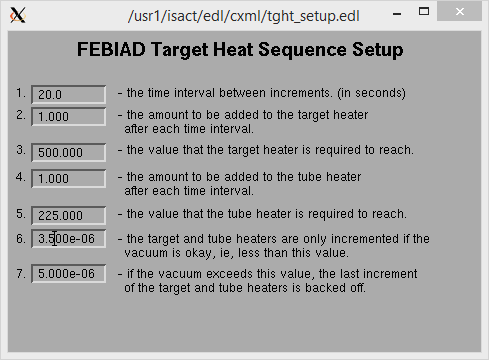 /usr1/isact/edl/cxml/tght_setup.edl
FEBIAD Target Heat Sequence Setup
1. 20.0 - the time interval between increments. (in seconds)
2. 1.000 - the amount to be added to the target heater
after each time interval.
3. 500.000 - the value that the target heater is required to reach.
4. 1.000 - the amount to be added to the tube heater
after each time interval.
5. 225.000 - the value that the tube heater is required to reach.
6. 3.500e-06 - the target and tube heaters are only incremented if the
vacuum is okay, ie, less than this value.
7. 5.000e-06 - if the vacuum exceeds this value, the last increment
of the target and tube heaters is backed off.